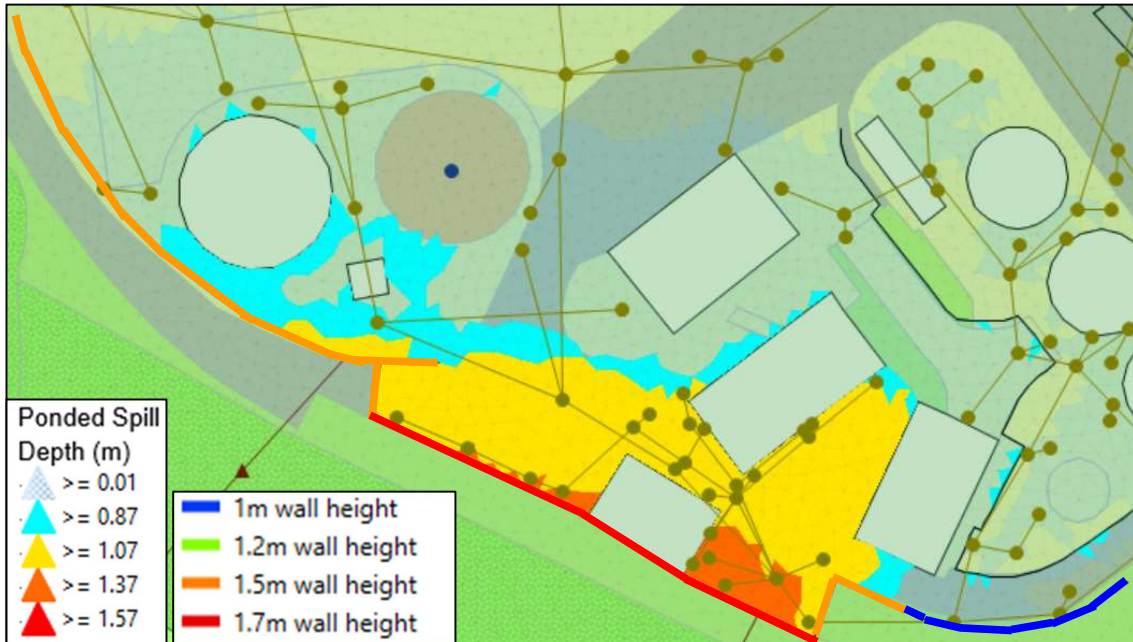 Ponded Spill
Depth (m)
>= 0.01
>= 0.87
>= 1.07
>= 1.37
>= 1.57
1m wall height
1.2m wall height
1.5m wall height
1.7m wall height